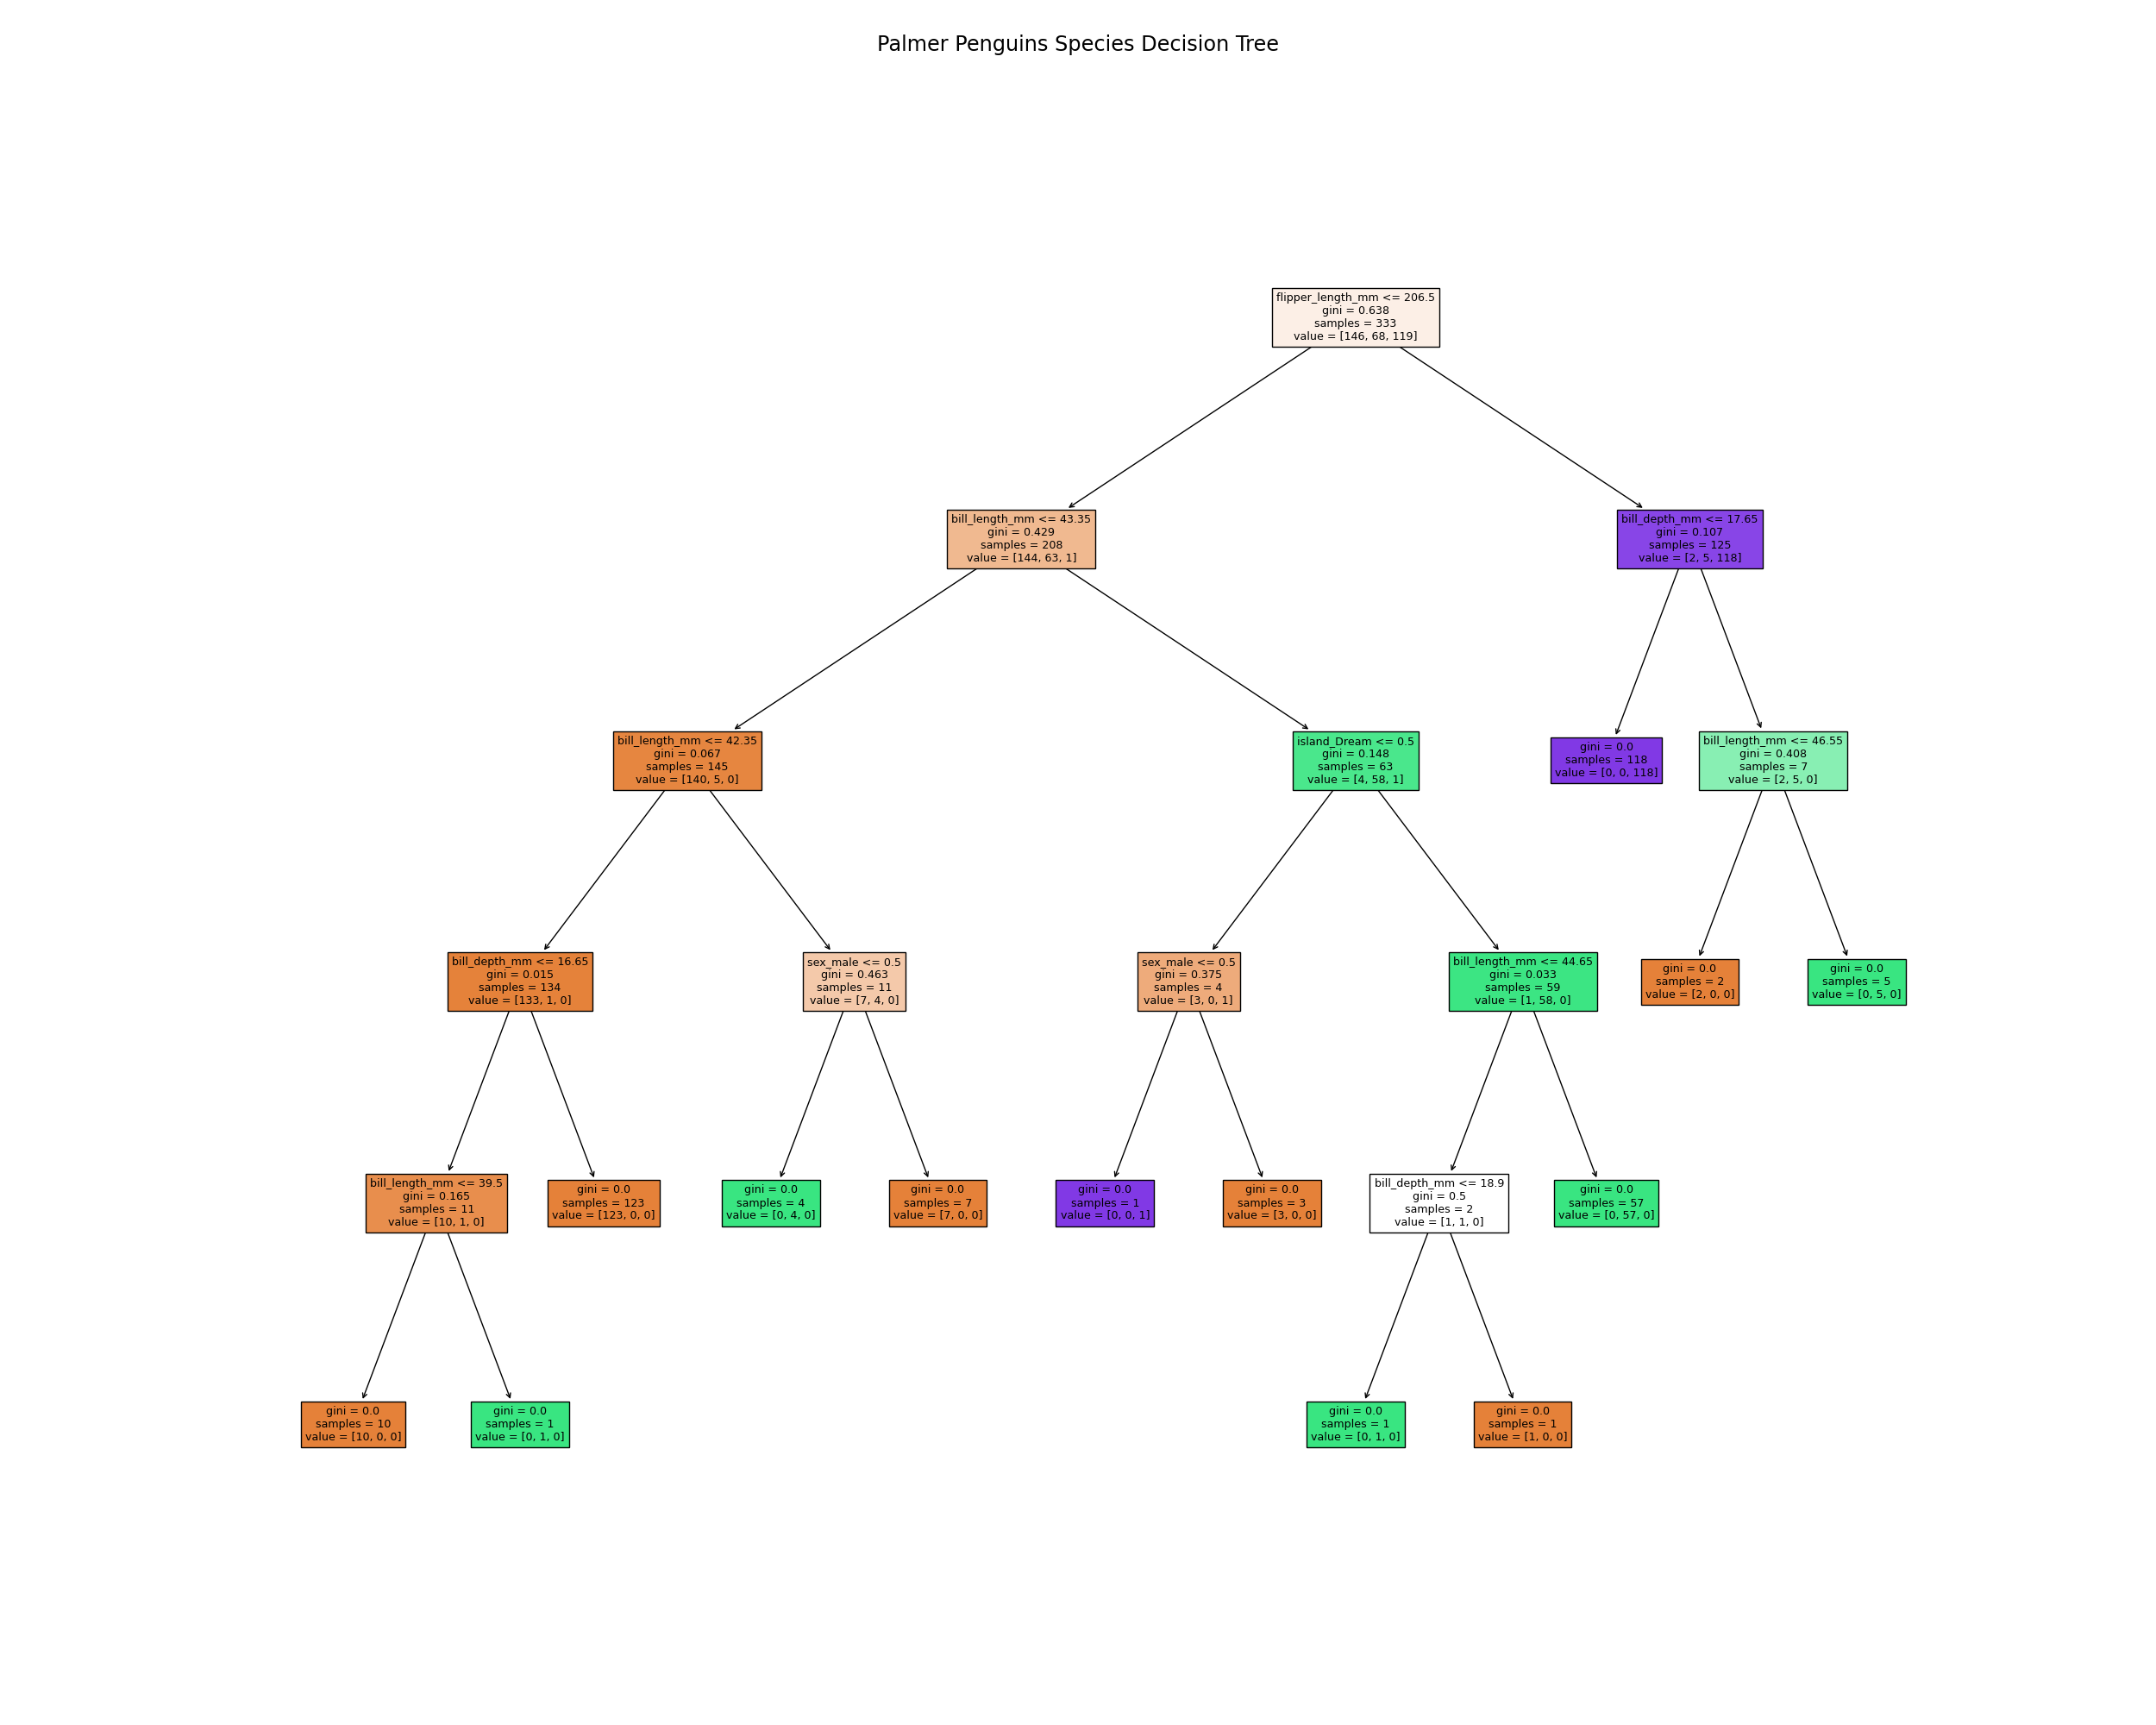 Palmer Penguins Species Decision Tree
flipper_length_mm <= 206.5
gini = 0.638
samples = 333
value = [146, 68, 119]
bill_length_mm <= 43.35
gini = 0.429
samples = 208
value = [144, 63, 1]
bill_depth_mm <= 17.65
gini = 0.107
samples = 125
value = [2, 5, 118]
bill_length_mm <= 42.35
gini = 0.067
samples = 145
value = [140, 5, 0]
island_Dream <= 0.5
gini = 0.148
samples = 63
value = [4, 58, 1]
gini = 0.0
samples = 118
value = [0, 0, 118]
bill_length_mm <= 46.55
gini = 0.408
samples = 7
value = [2, 5, 0]
bill_depth_mm <= 16.65
gini = 0.015
samples = 134
value = [133, 1, 0]
sex_male <= 0.5
gini = 0.463
samples = 11
value = [7, 4, 0]
sex_male <= 0.5
gini = 0.375
samples = 4
value = [3, 0, 1]
bill_length_mm <= 44.65
gini = 0.033
samples = 59
value = [1, 58, 0]
gini = 0.0
samples = 2
value = [2, 0, 0]
gini = 0.0
samples = 5
value = [0, 5, 0]
bill_length_mm <= 39.5
gini = 0.165
samples = 11
value = [10, 1, 0]
gini = 0.0
samples = 123
value = [123, 0, 0]
gini = 0.0
samples = 4
value = [0, 4, 0]
gini = 0.0
samples = 7
value = [7, 0, 0]
gini = 0.0
samples = 1
value = [0, 0, 1]
gini = 0.0
samples = 3
value = [3, 0, 0]
bill_depth_mm <= 18.9
gini = 0.5
samples = 2
value = [1, 1, 0]
gini = 0.0
samples = 57
value = [0, 57, 0]
gini = 0.0
samples = 10
value = [10, 0, 0]
gini = 0.0
samples = 1
value = [0, 1, 0]
gini = 0.0
samples = 1
value = [0, 1, 0]
gini = 0.0
samples = 1
value = [1, 0, 0]